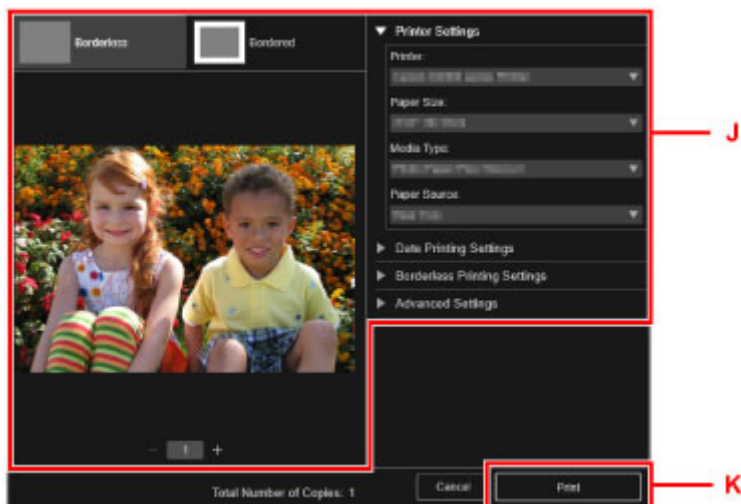 Borderless
Bordered
Printer Settings
Printer:
Paper Size:
Media Type:
Paper Source:
Date Printing Settings
Borderless Printing Settings
Advanced Settings
J
- 1 +
Total Number of Copies: 1
Cancel
Print
K